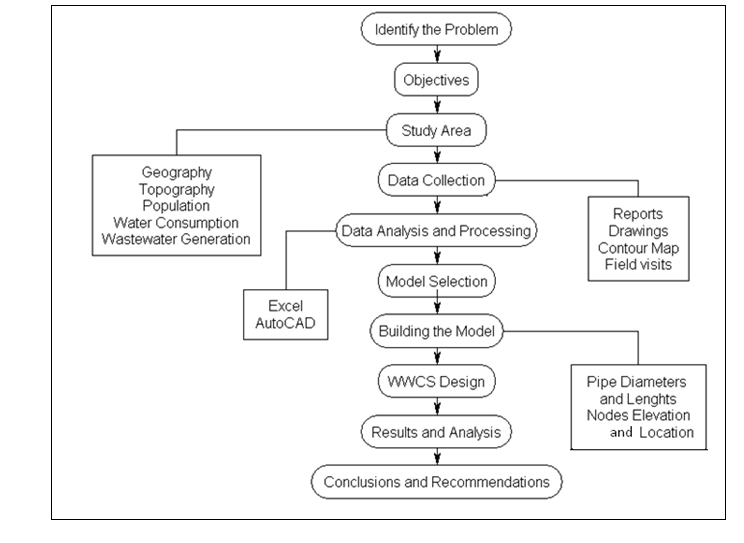 Identify the Problem
Objectives
Study Area
Geography
Topography
Population
Water Consumption
Wastewater Generation
Data Collection
Reports
Drawings
Contour Map
Field visits
Data Analysis and Processing
Excel
AutoCAD
Model Selection
Building the Model
Pipe Diameters
and Lenghts
Nodes Elevation
and Location
WWCS Design
Results and Analysis
Conclusions and Recommendations